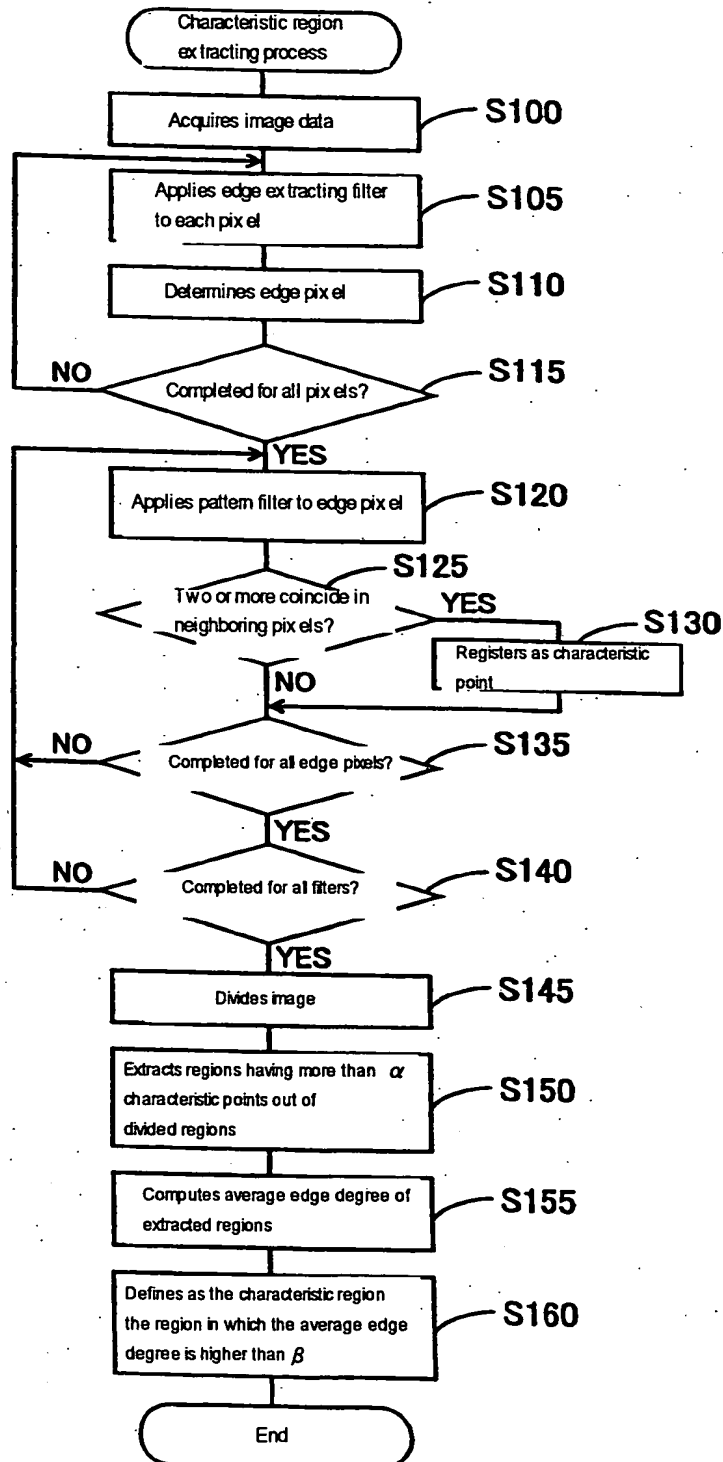 Characteristic region
extracting process
Acquires image data
S100
Applies edge extracting filter
to each pixel
S105
Determines edge pixel
S110
Completed for all pixels?
S115
NO
YES
Applies pattern filter to edge pixel
S120
S125
Two or more coincide in
neighboring pixels?
YES
S130
Registers as characteristic
point
NO
NO
Completed for all edge pixels?
S135
YES
NO
Completed for all filters?
S140
YES
Divides image
S145
Extracts regions having more than α
characteristic points out of
divided regions
S150
Computes average edge degree of
extracted regions
S155
Defines as the characteristic region
the region in which the average edge
degree is higher than β
S160
End